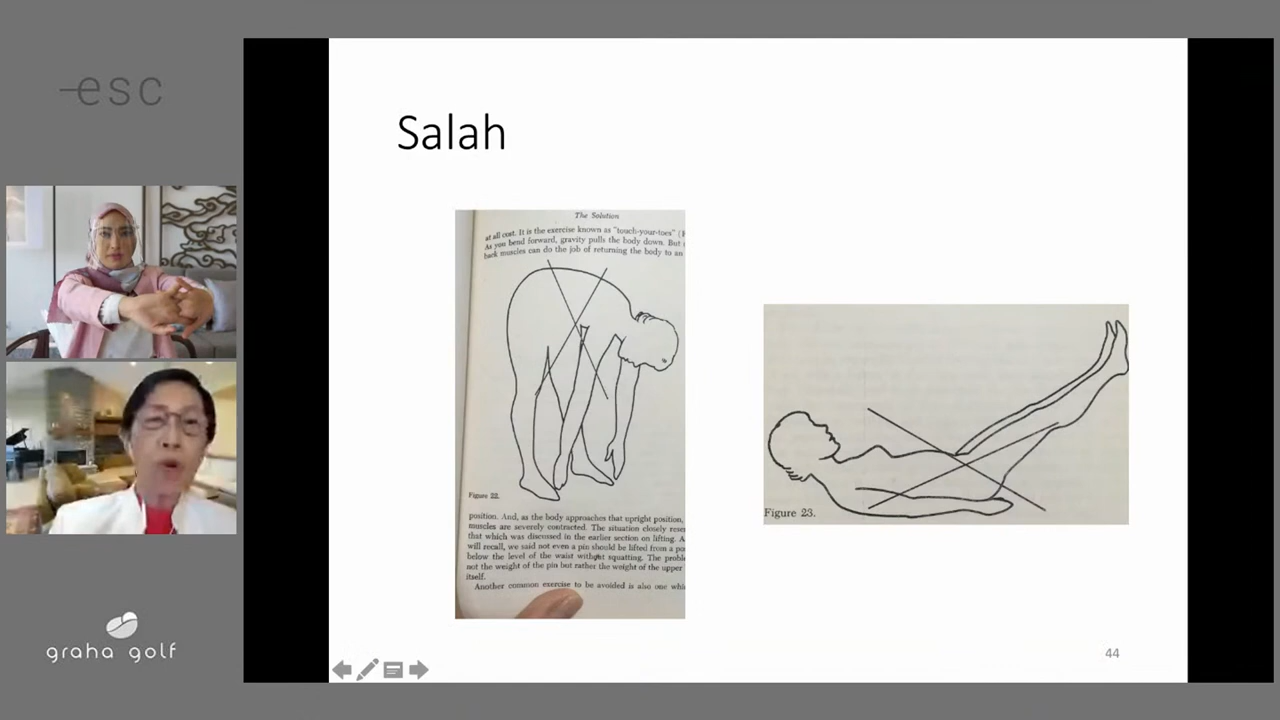 esc
Salah
The Solution
at all cost. It is the exercise known as "touch-your-toes" (
As you bend forward, gravity pulls the body down. But
back muscles can do the job of returning the body to an
Figure 22.
position. And, as the body approaches that upright position,
muscles are severely contracted. The situation closely rese
that which was discussed in the earlier section on lifting. A
will recall, we said not even a pin should be lifted from a po
below the level of the waist without squatting. The probl
not the weight of the pin but rather the weight of the upper
itself.
Another common exercise to be avoided is also one whi
Figure 23.
graha golf
44